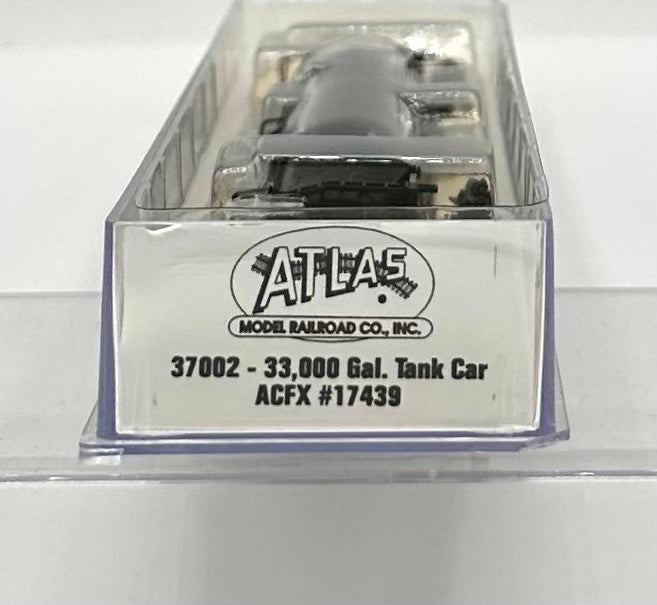 ATLAS
MODEL RAILROAD CO., INC.
37002 - 33,000 Gal. Tank Car
ACFX #17439